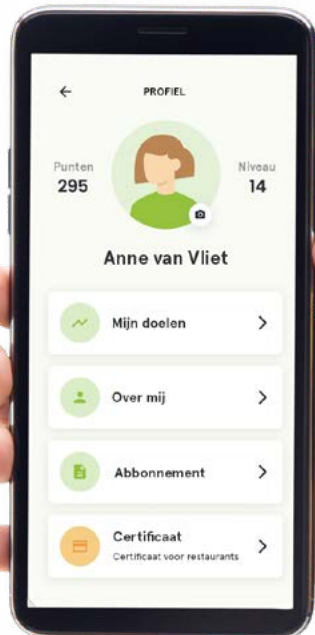 PROFIEL
Punten
295
Niveau
14
Anne van Vliet
Mijn doelen
Over mij
Abbonnement
Certificaat
Certificaat voor restaurants